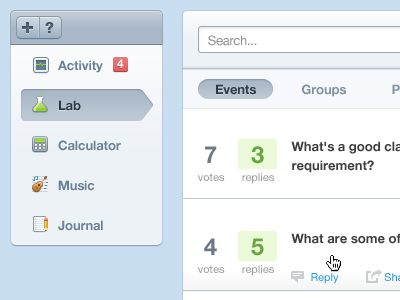 + ?
Activity 4
Lab
Calculator
Music
Journal
Search...
Events Groups
7 votes
3 replies
What's a good cla
requirement?
4 votes
5 replies
What are some of
Reply Sha